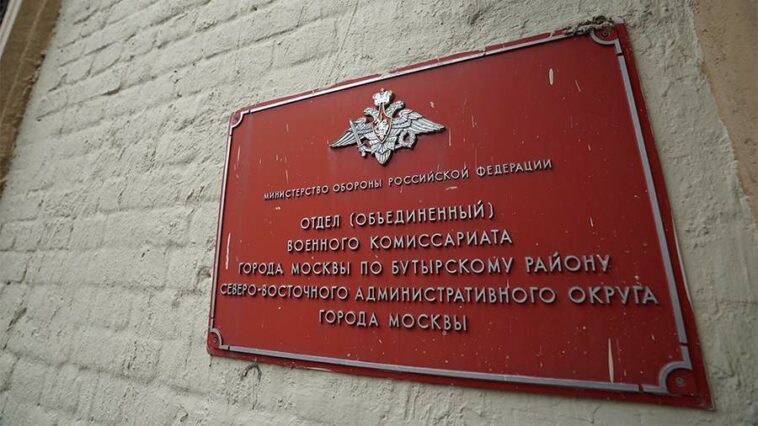 МИНИСТЕРСТВО ОБОРОНЫ РОССИЙСКОЙ ФЕДЕРАЦИИ
ОТДЕЛ (ОБЪЕДИНЕННЫЙ)
ВОЕННОГО КОМИССАРИАТА
ГОРОДА МОСКВЫ ПО БУТЫРСКОМУ РАЙОНУ
СЕВЕРО-ВОСТОЧНОГО АДМИНИСТРАТИВНОГО ОКРУГА
ГОРОДА МОСКВЫ